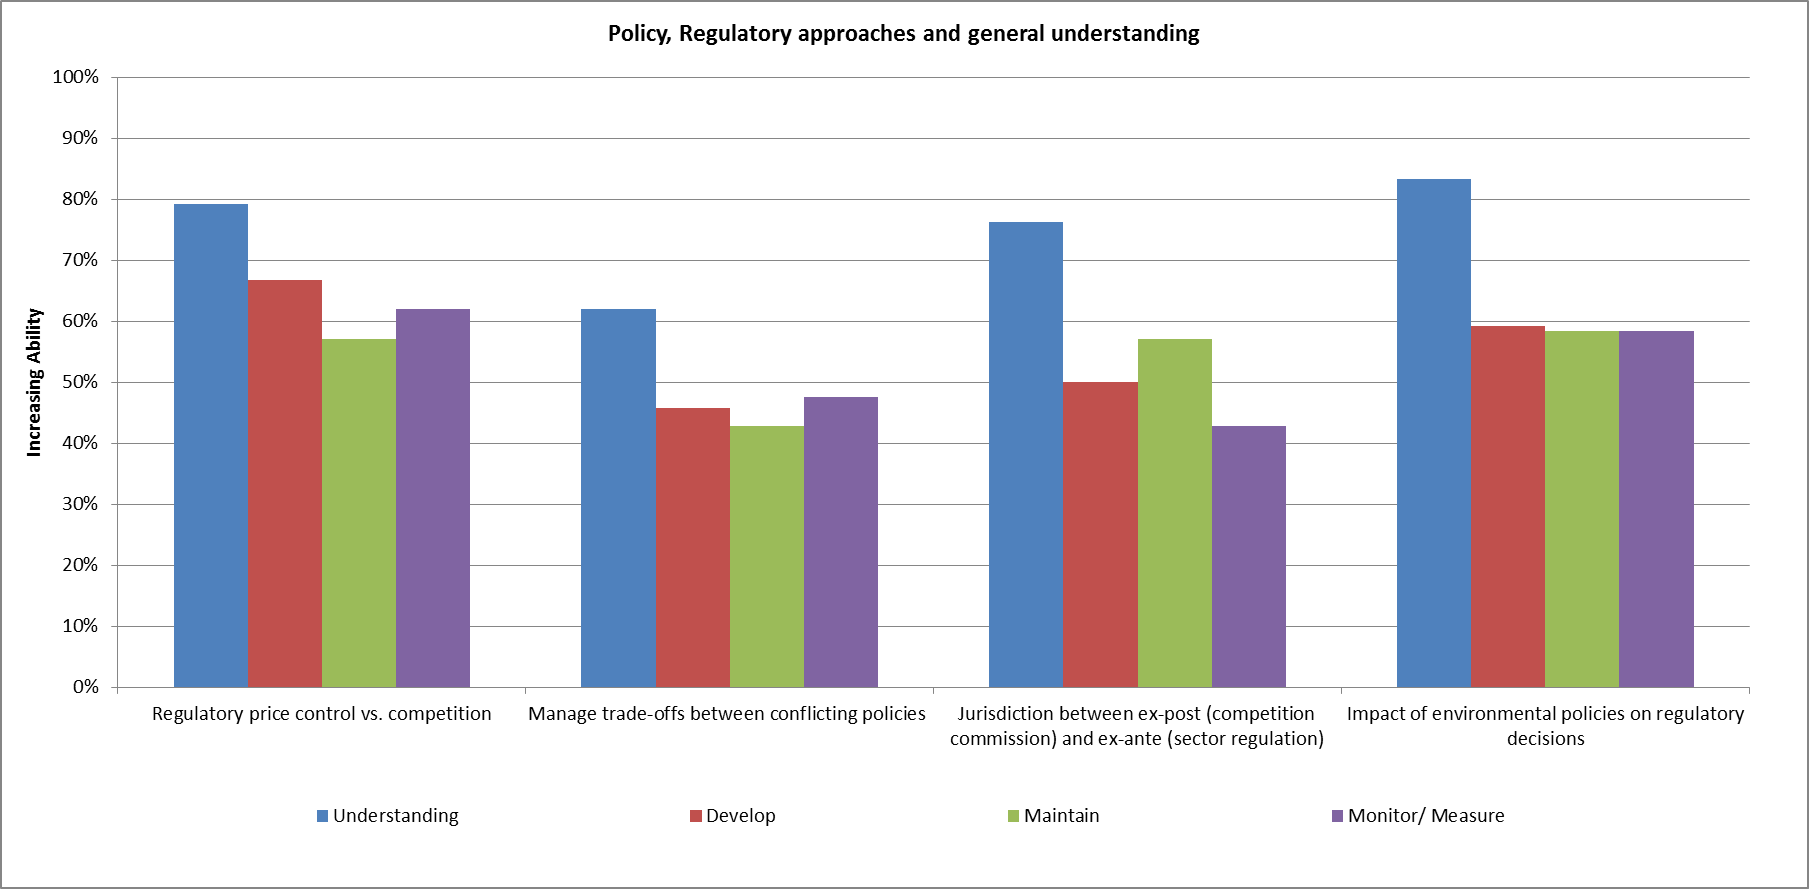 Policy, Regulatory approaches and general understanding
100%
90%
80%
70%
60%
50%
40%
30%
20%
10%
0%
Increasing Ability
Regulatory price control vs. competition
Manage trade-offs between conflicting policies
Jurisdiction between ex-post (competition
commission) and ex-ante (sector regulation)
Impact of environmental policies on regulatory
decisions
Understanding
Develop
Maintain
Monitor/ Measure